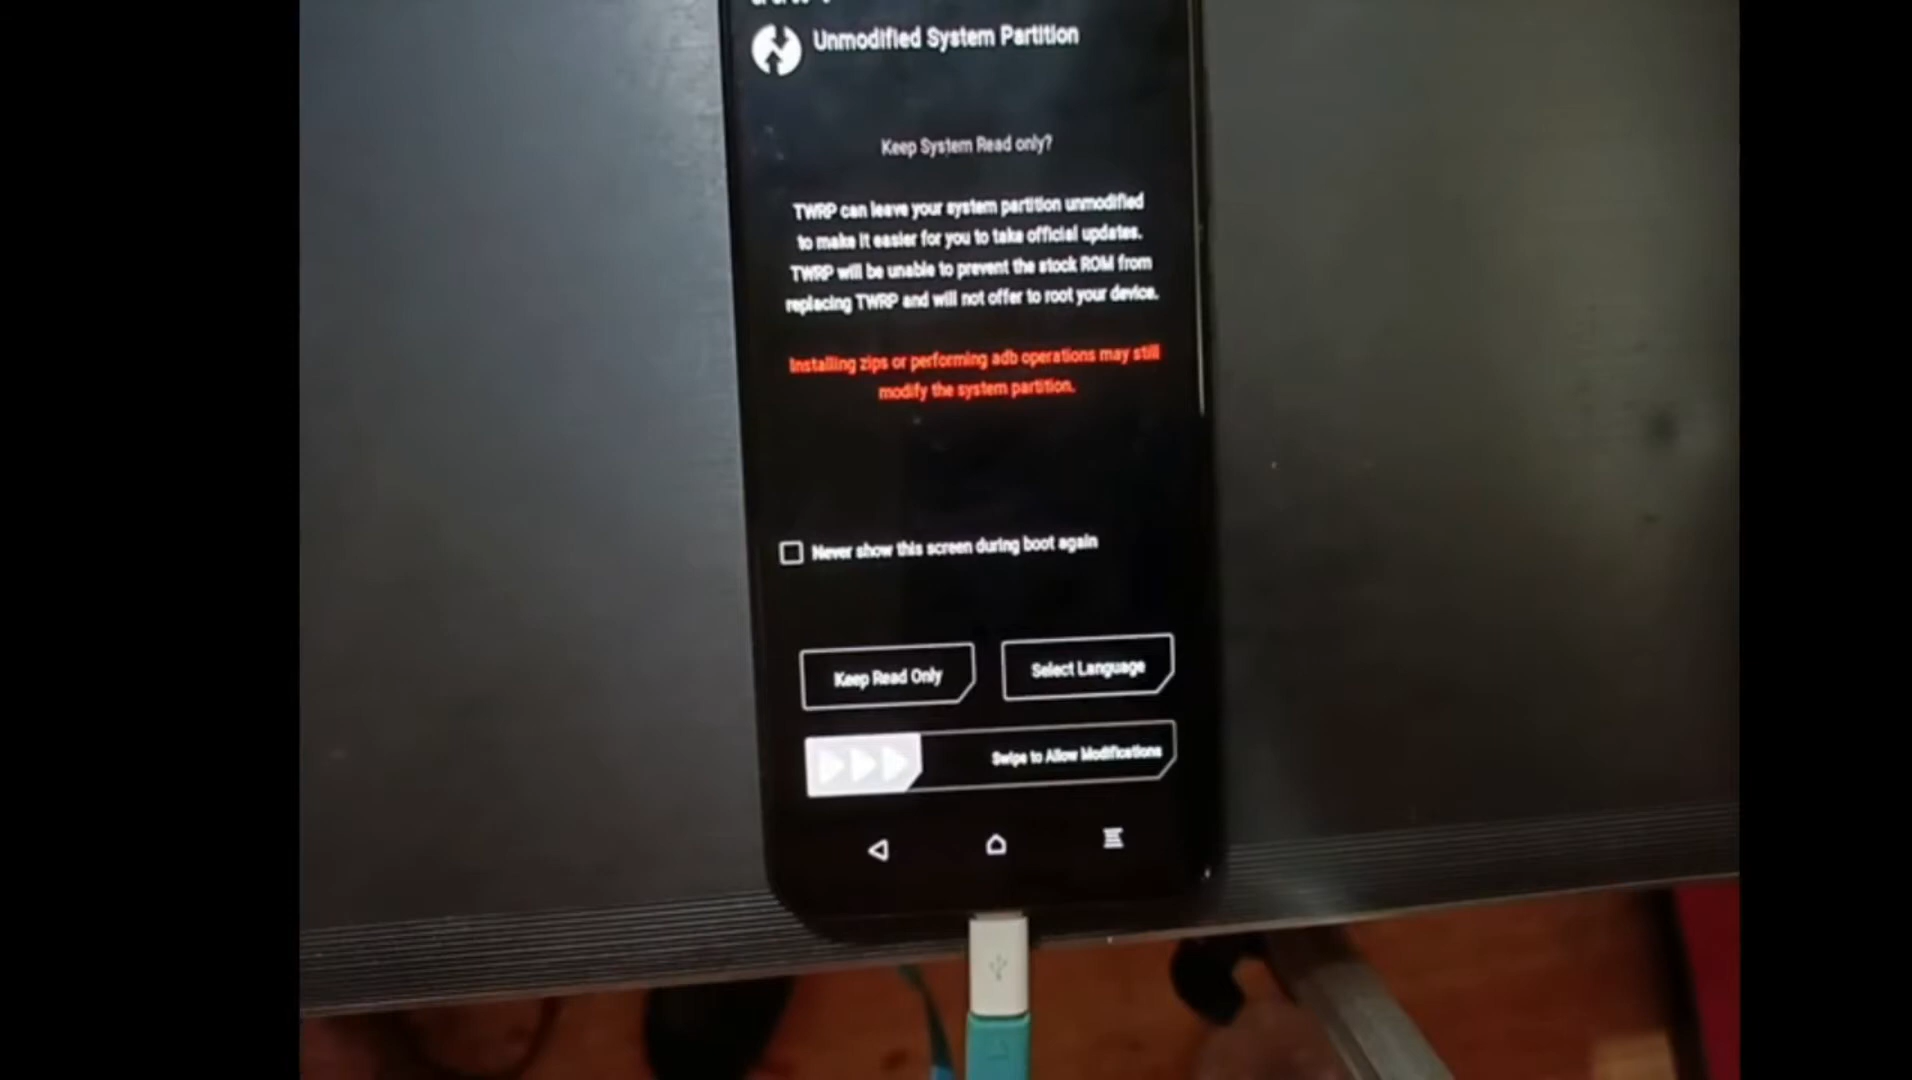 Unmodified System Partition
Keep System Read only?
TWRP can leave your system partition unmodified
to make it easier for you to take official updates.
TWRP will be unable to prevent the stock ROM from
replacing TWRP and will not offer to root your device.
Installing zips or performing adb operations may still
modify the system partition.
Never show this screen during boot again
Keep Read Only
Select Language
Swipe to Allow Modifications